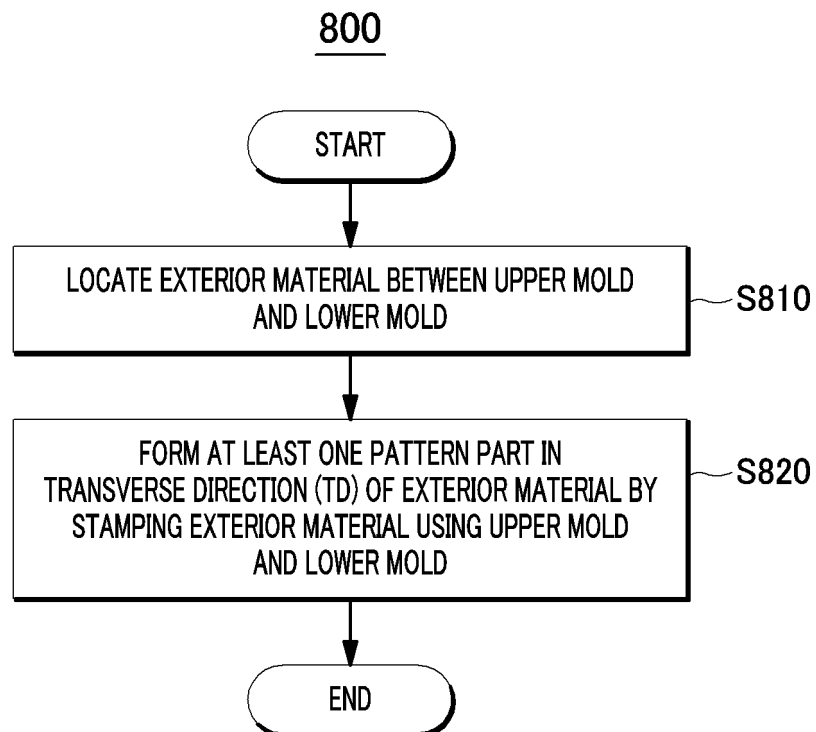 800
START
LOCATE EXTERIOR MATERIAL BETWEEN UPPER MOLD
AND LOWER MOLD
S810
FORM AT LEAST ONE PATTERN PART IN
TRANSVERSE DIRECTION (TD) OF EXTERIOR MATERIAL BY
STAMPING EXTERIOR MATERIAL USING UPPER MOLD
AND LOWER MOLD
S820
END